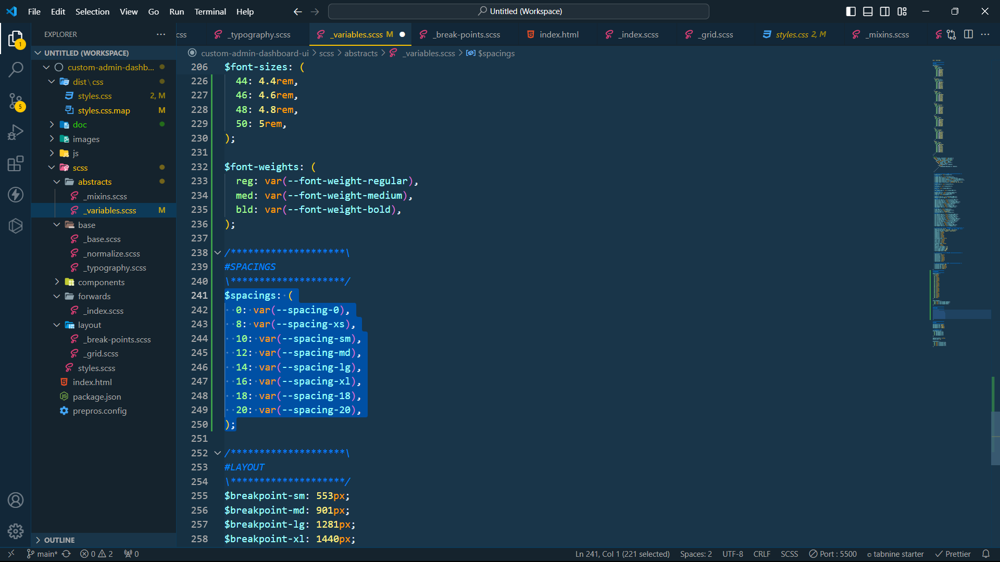 File Edit Selection View Go Run Terminal Help
Untitled (Workspace)
EXPLORER
css
_typography.scss
_variables.scss M
_break-points.scss
index.html
_index.scss
_grid.scss
styles.css 2, M
_mixins.scss
custom-admin-dashboard-ui > scss > abstracts > _variables.scss > $spacings
1
5
UNTITLED (WORKSPACE)
custom-admin-dashb...
dist\css
styles.css 2, M
styles.css.map M
doc
images
js
scss
abstracts
_mixins.scss
_variables.scss M
base
_base.scss
_normalize.scss
_typography.scss
components
forwards
_index.scss
layout
_break-points.scss
_grid.scss
styles.scss
index.html
package.json
prepros.config
OUTLINE
206 $font-sizes: (
226 44: 4.4rem,
227 46: 4.6rem,
228 48: 4.8rem,
229 50: 5rem,
230 );
231
232 $font-weights: (
233 reg: var(--font-weight-regular),
234 med: var(--font-weight-medium),
235 bld: var(--font-weight-bold),
236 );
237
238 /********************\
239 #SPACINGS
240 \********************/
241 $spacings: (
242 0: var(--spacing-0),
243 8: var(--spacing-xs),
244 10: var(--spacing-sm),
245 12: var(--spacing-md),
246 14: var(--spacing-lg),
247 16: var(--spacing-xl),
248 18: var(--spacing-18),
249 20: var(--spacing-20),
250 );
251
252 /********************\
253 #LAYOUT
254 \********************/
255 $breakpoint-sm: 553px;
256 $breakpoint-md: 901px;
257 $breakpoint-lg: 1281px;
258 $breakpoint-xl: 1440px;
main* 0 2 0 Ln 241, Col 1 (221 selected) Spaces: 2 UTF-8 CRLF SCSS Port : 5500 tabnine starter Prettier